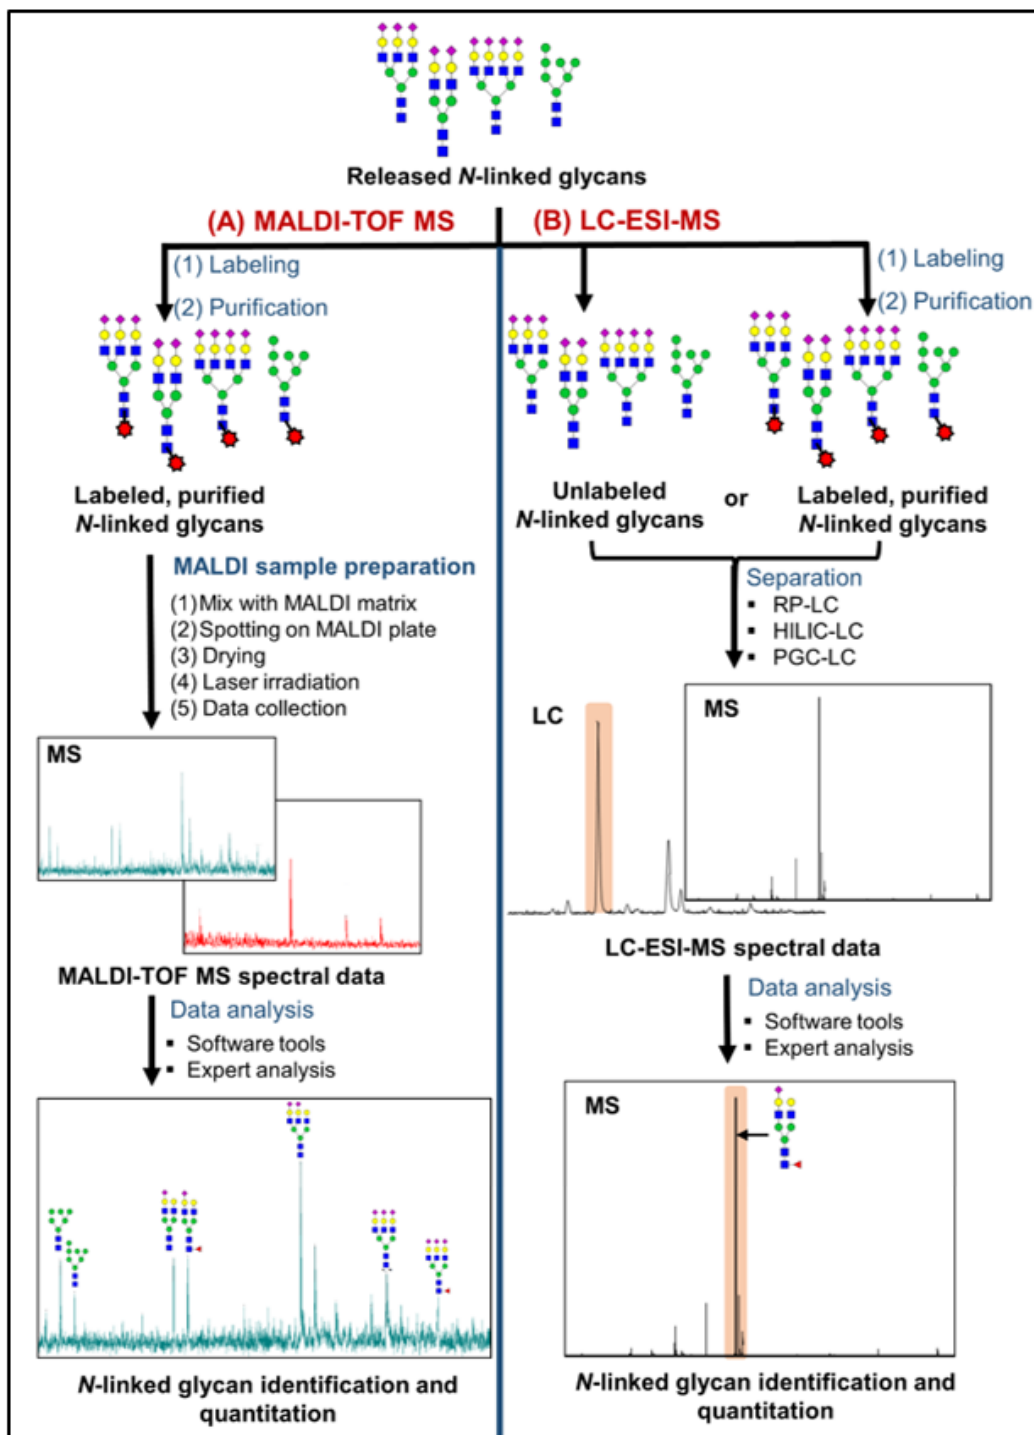 Released N-linked glycans
(A) MALDI-TOF MS
(1) Labeling
(2) Purification
Labeled, purified
N-linked glycans
MALDI sample preparation
(1) Mix with MALDI matrix
(2) Spotting on MALDI plate
(3) Drying
(4) Laser irradiation
(5) Data collection
MS
MALDI-TOF MS spectral data
Data analysis
▪ Software tools
▪ Expert analysis
N-linked glycan identification and
quantitation
(B) LC-ESI-MS
(1) Labeling
(2) Purification
Unlabeled
N-linked glycans
or
Labeled, purified
N-linked glycans
Separation
▪ RP-LC
▪ HILIC-LC
▪ PGC-LC
LC
MS
LC-ESI-MS spectral data
Data analysis
▪ Software tools
▪ Expert analysis
MS
N-linked glycan identification and
quantitation